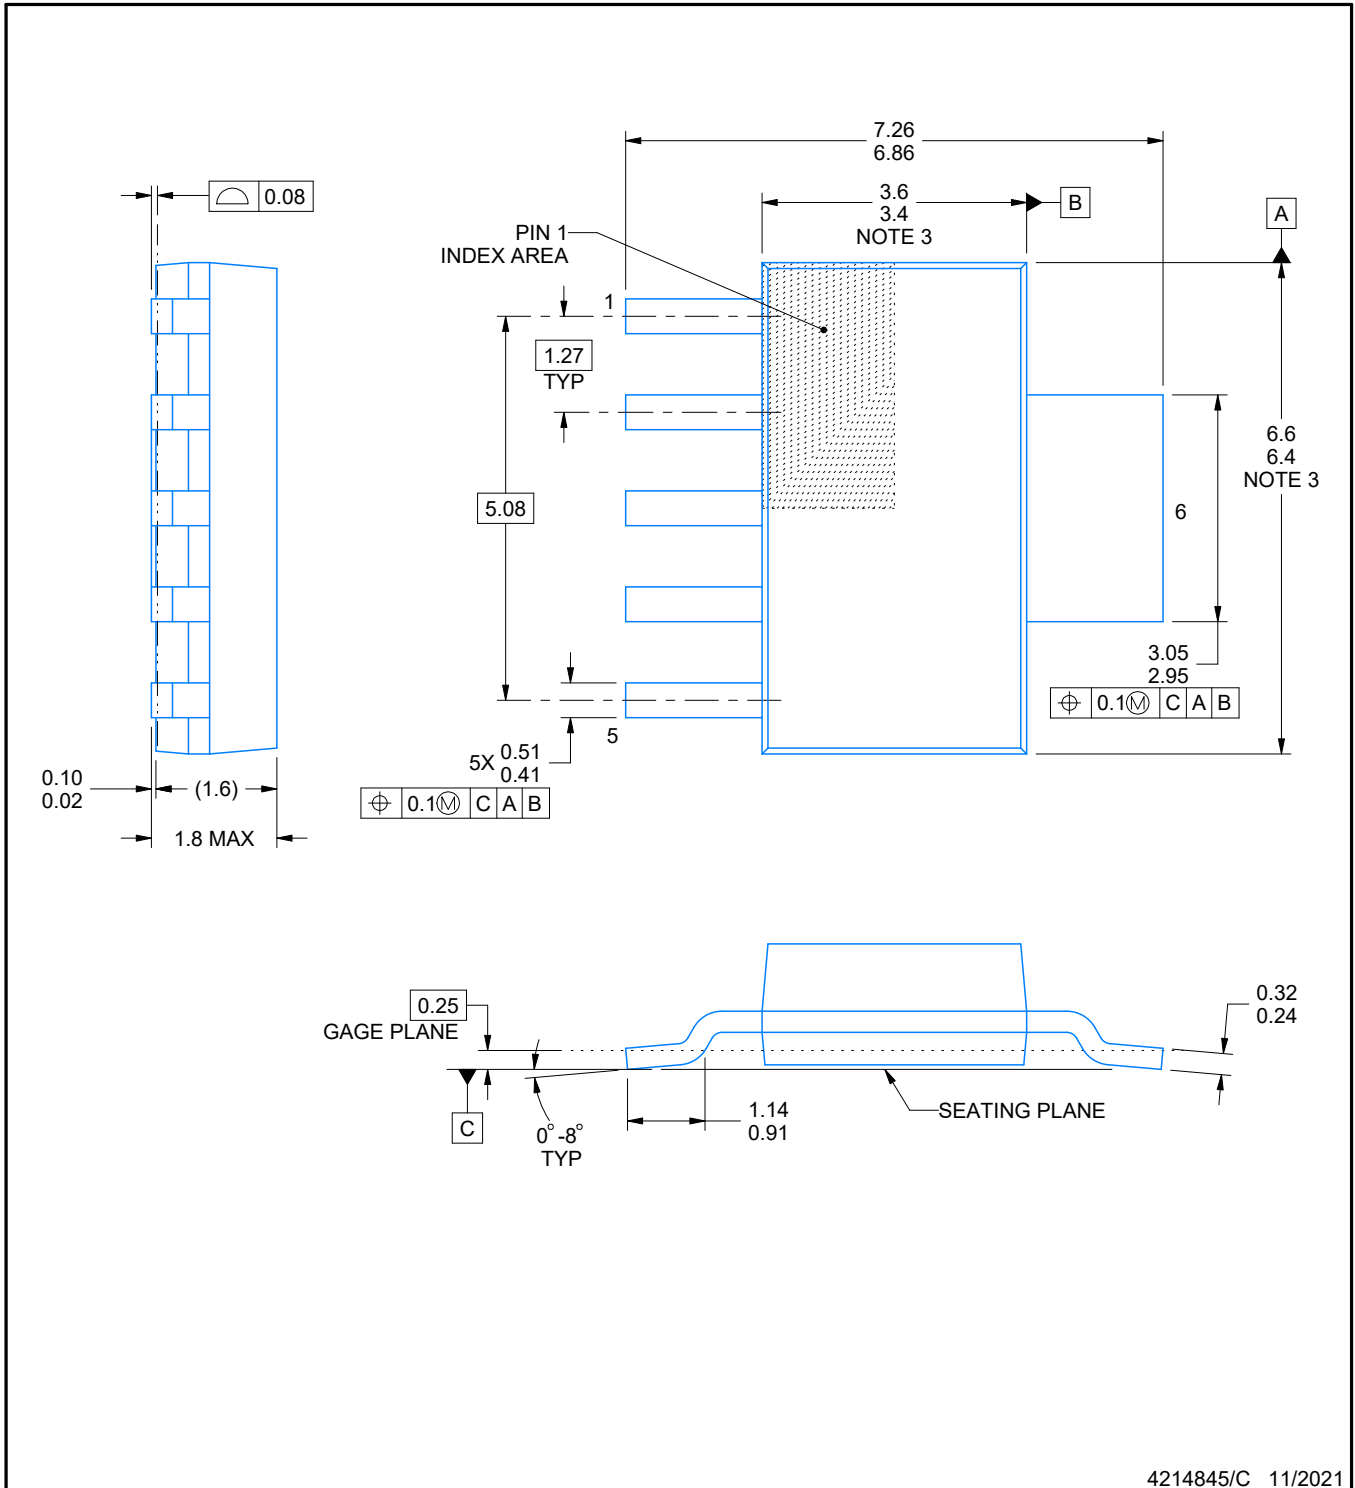 7.26
6.86
0.08
3.6
3.4
NOTE 3
B
A
PIN 1
INDEX AREA
1
1.27
TYP
5.08
6.6
6.4
NOTE 3
6
3.05
2.95
0.1Ⓜ C A B
5
5X 0.51
0.41
0.1Ⓜ C A B
0.10
0.02
(1.6)
1.8 MAX
0.25
GAGE PLANE
0.32
0.24
C
0°-8°
TYP
1.14
0.91
SEATING PLANE
4214845/C 11/2021